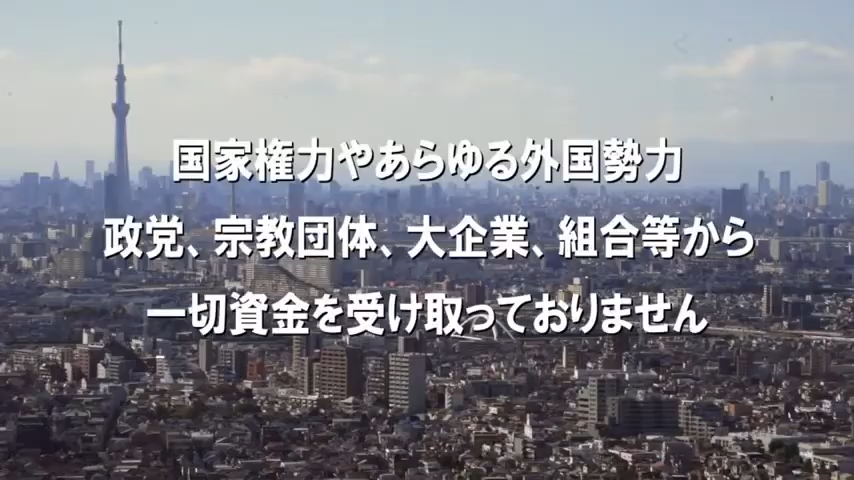 国家権力やあらゆる外国勢力
政党、宗教団体、大企業、組合等から
一切資金を受け取っておりません